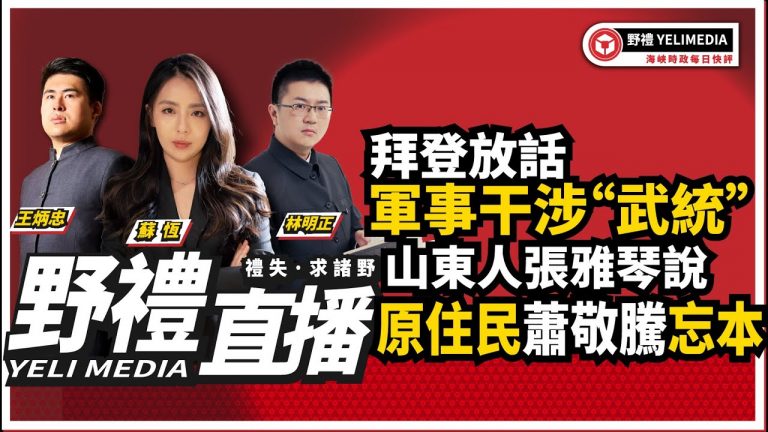 野禮 YELIMEDIA
海峽時政每日快評
拜登放話
軍事干涉“武統”
山東人張雅琴說
原住民蕭敬騰忘本
王炳忠
蘇恆
林明正
禮失·求諸野
野禮直播
YELI MEDIA